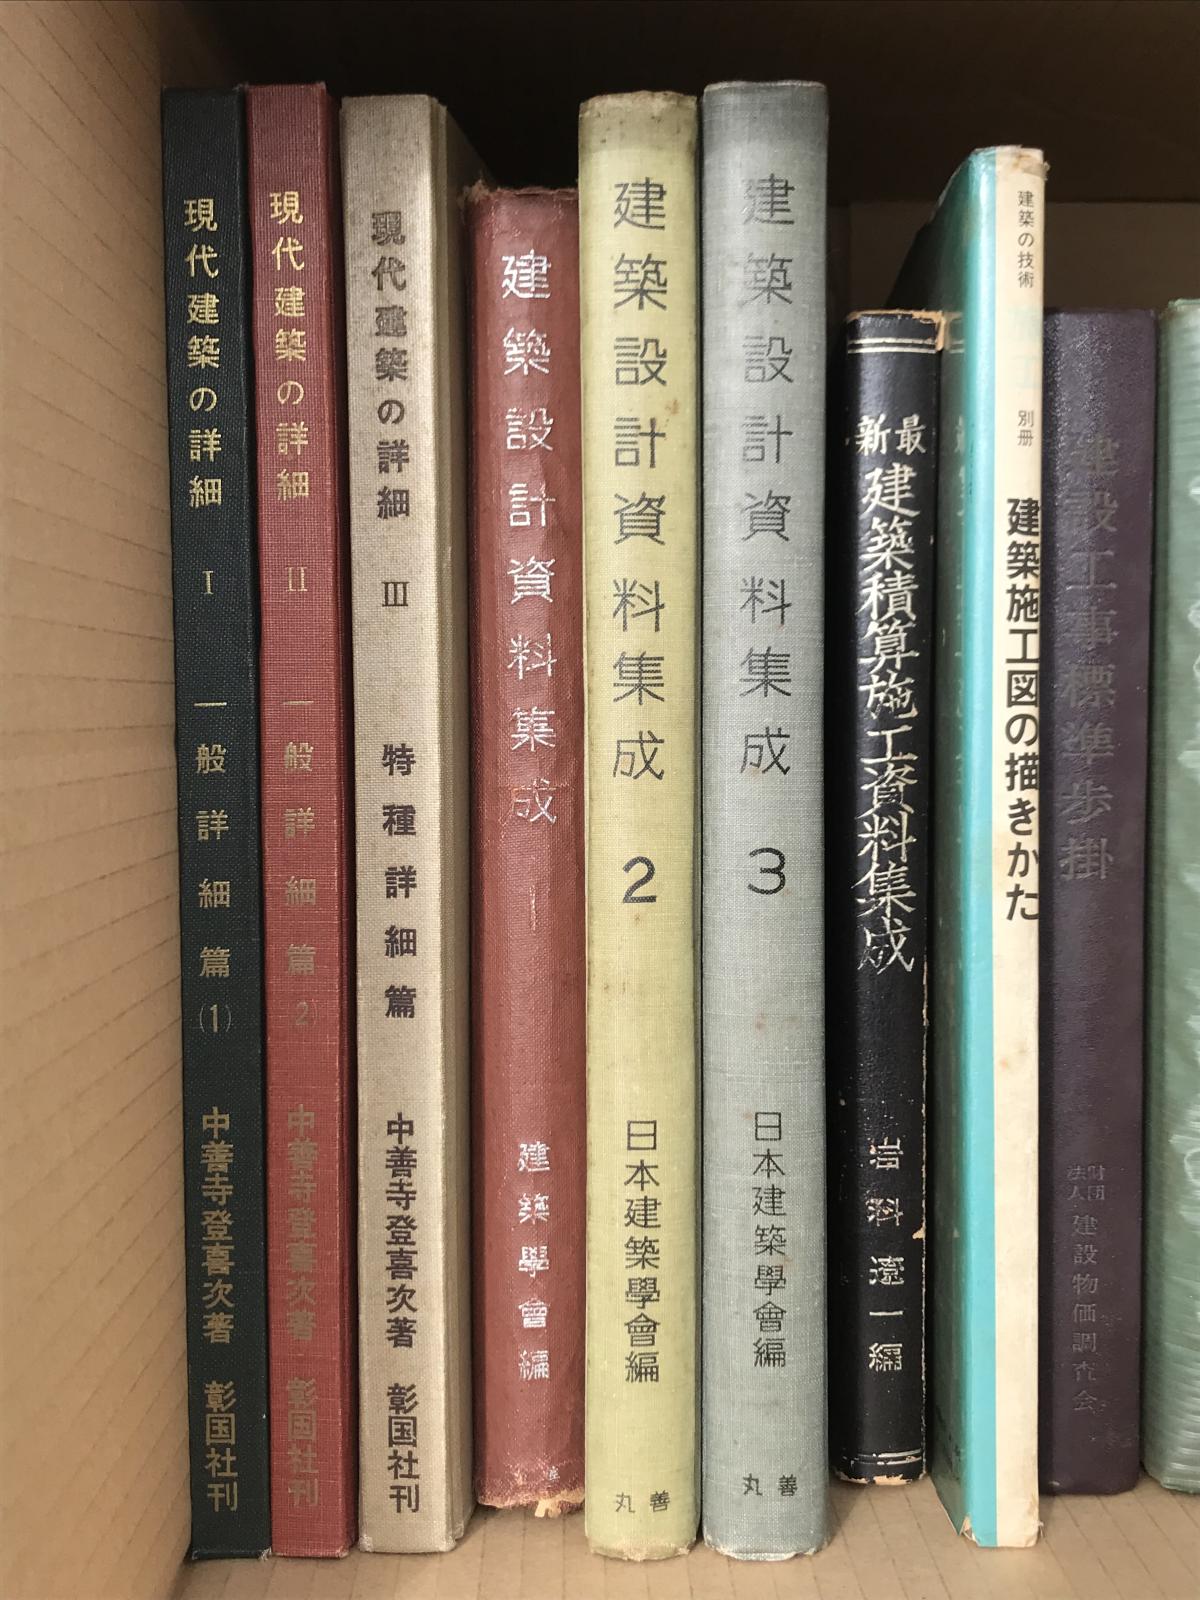 現代建築の詳細 I 一般詳細篇(1) 中善寺登喜次著 彰国社刊
現代建築の詳細 II 一般詳細篇(2) 中善寺登喜次著 彰国社刊
現代建築の詳細 III 特種詳細篇 中善寺登喜次著 彰国社刊
建築設計資料集成 1 建築學會編
建築設計資料集成 2 日本建築學會編 丸善
建築設計資料集成 3 日本建築學會編 丸善
最新
建築積算施工資料集成 岩科遼一編
建築の技術 別冊 建築施工図の描きかた
建設工事標準歩掛
財団法人
建設物価調査会